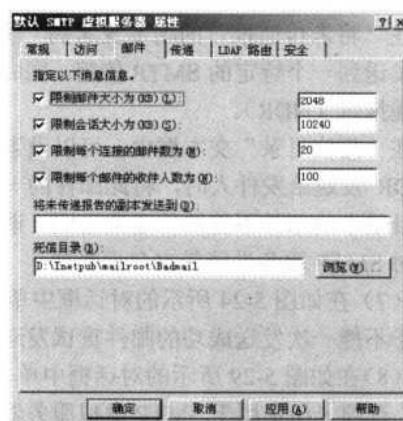 默认 SMTP 虚拟服务器 属性
常规 访问 邮件 传递 LDAP 路由 安全
指定以下消息信息。
限制邮件大小为(KB)(L): 2048
限制会话大小为(KB)(S): 10240
限制每个连接的邮件数为(M): 20
限制每个邮件的收件人数为(M): 100
将未传递报告的副本发送到(D):
死信目录(R):
D:\Inetpub\mailroot\Badmail 浏览(W)
确定 取消 应用(A) 帮助